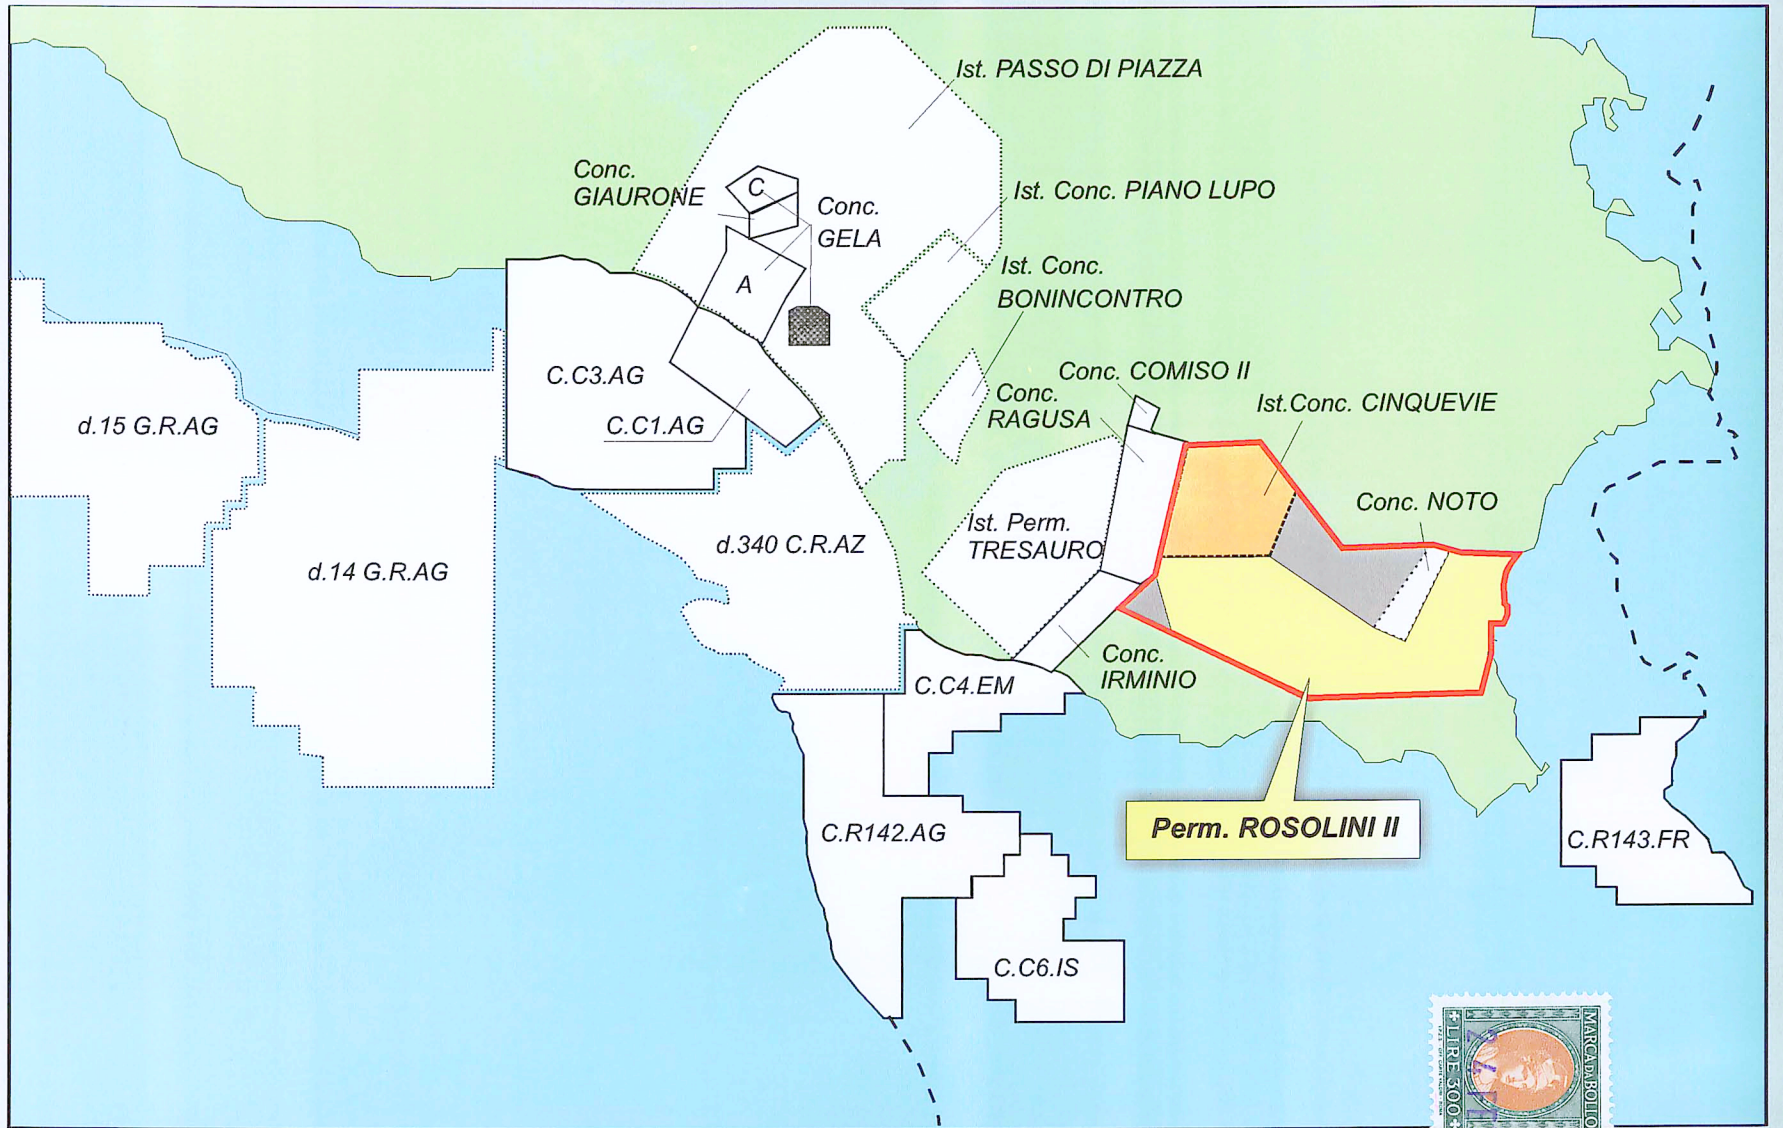 Ist. PASSO DI PIAZZA
Conc.
GIAURONE
C
Conc.
GELA
Ist. Conc. PIANO LUPO
Ist. Conc.
BONINCONTRO
A
C.C3.AG
C.C1.AG
d.15 G.R.AG
d.14 G.R.AG
Conc. COMISO II
Conc.
RAGUSA
Ist.Conc. CINQUEVIE
Conc. NOTO
Ist. Perm.
TRESAURO
d.340 C.R.AZ
Conc.
IRMINIO
C.C4.EM
C.R142.AG
Perm. ROSOLINI II
C.R143.FR
C.C6.IS
MARCA DA BOLLO
LIRE 300